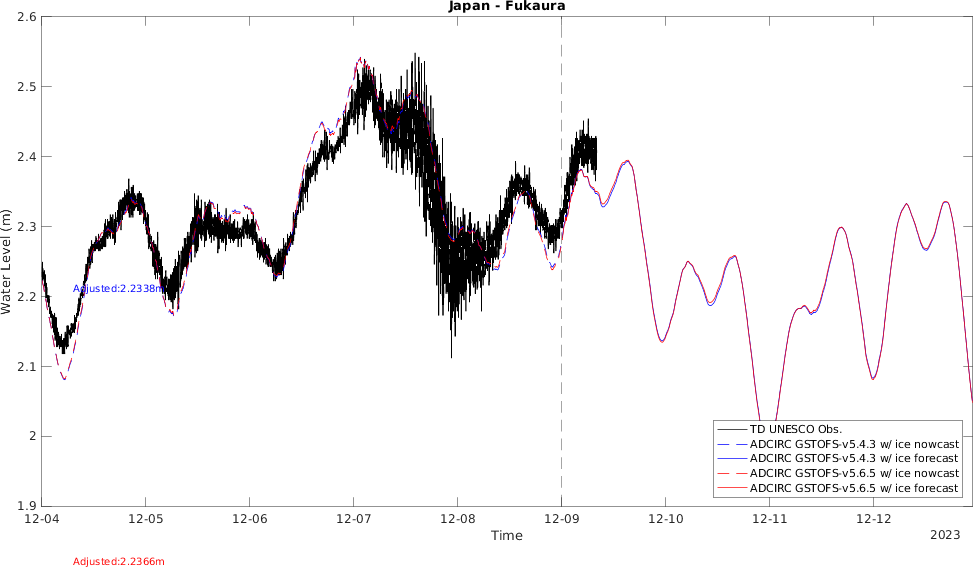 Japan - Fukaura
2.6
2.5
2.4
2.3
2.2
2.1
2
1.9
Water Level (m)
Adjusted:2.2338m
TD UNESCO Obs.
ADCIRC GSTOFS-v5.4.3 w/ ice nowcast
ADCIRC GSTOFS-v5.4.3 w/ ice forecast
ADCIRC GSTOFS-v5.6.5 w/ ice nowcast
ADCIRC GSTOFS-v5.6.5 w/ ice forecast
12-04 12-05 12-06 12-07 12-08 12-09 12-10 12-11 12-12
Time
2023
Adjusted:2.2366m